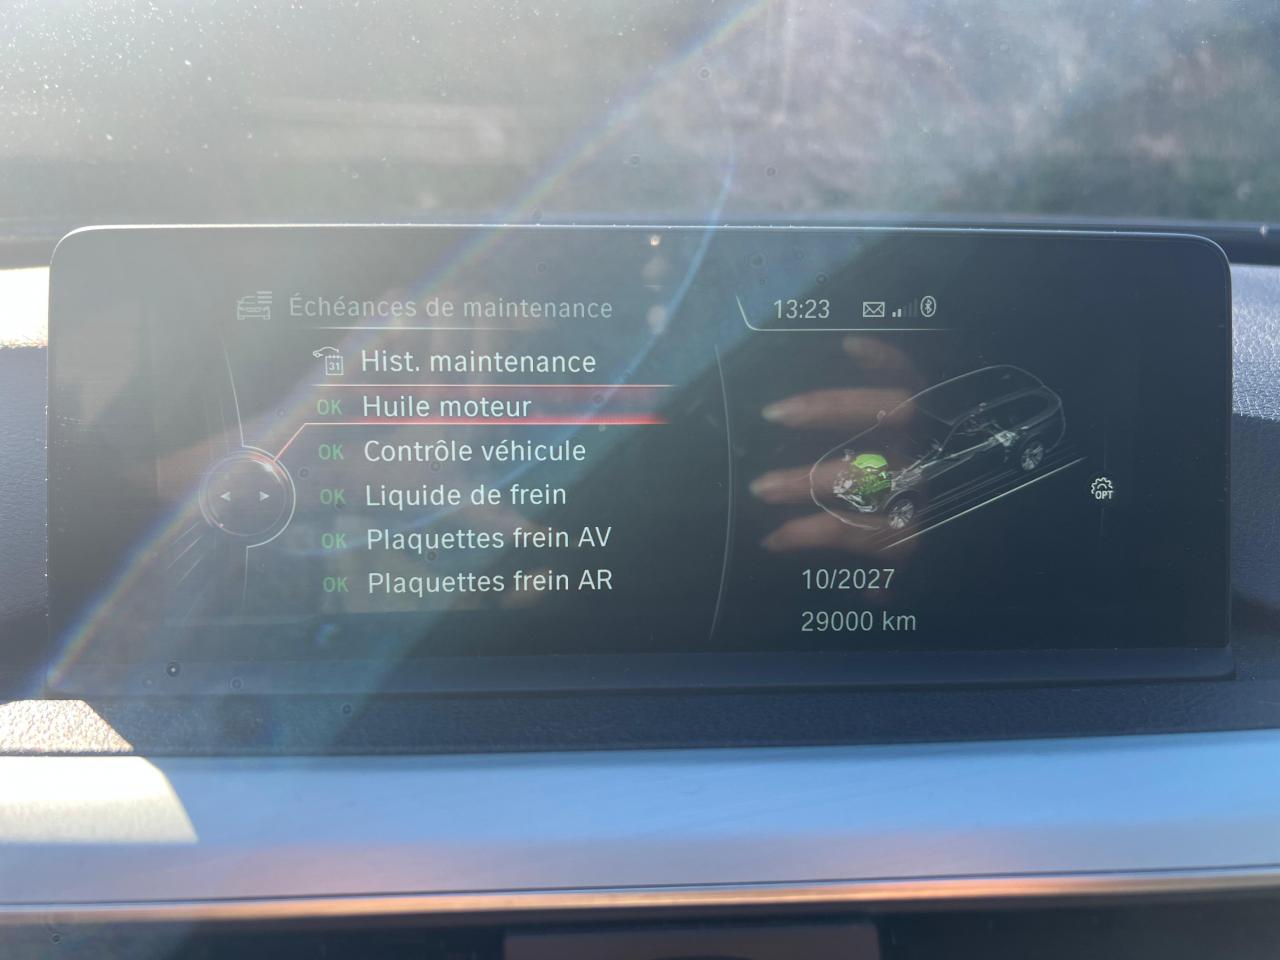 Échéances de maintenance
13:23
Hist. maintenance
31
OK Huile moteur
OK Contrôle véhicule
OK Liquide de frein
OK Plaquettes frein AV
OK Plaquettes frein AR
OPT
10/2027
29000 km